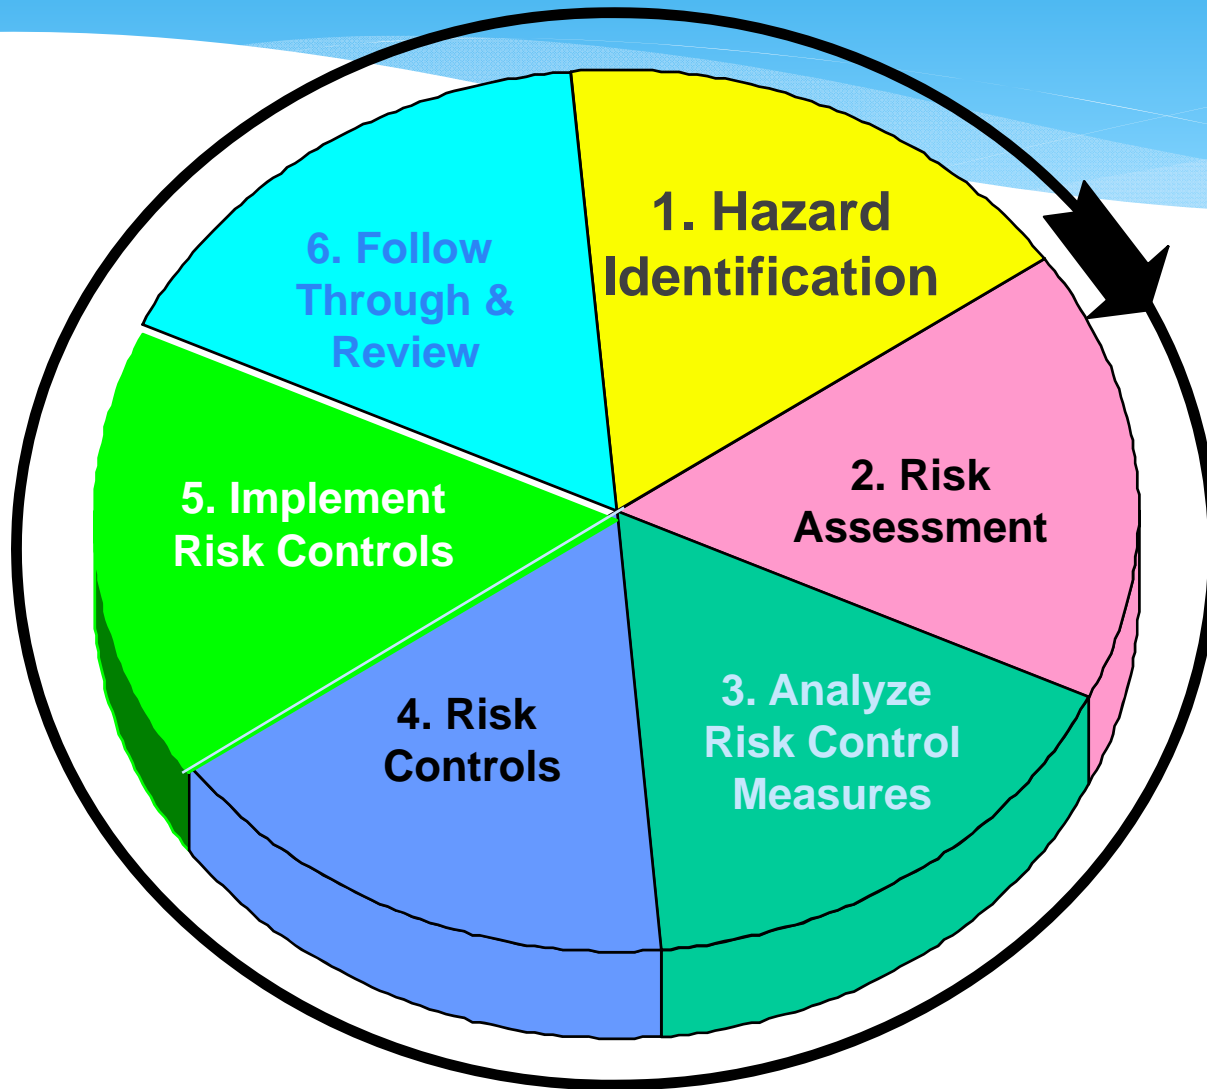 1. Hazard
Identification
2. Risk
Assessment
3. Analyze
Risk Control
Measures
4. Risk
Controls
5. Implement
Risk Controls
6. Follow
Through &
Review